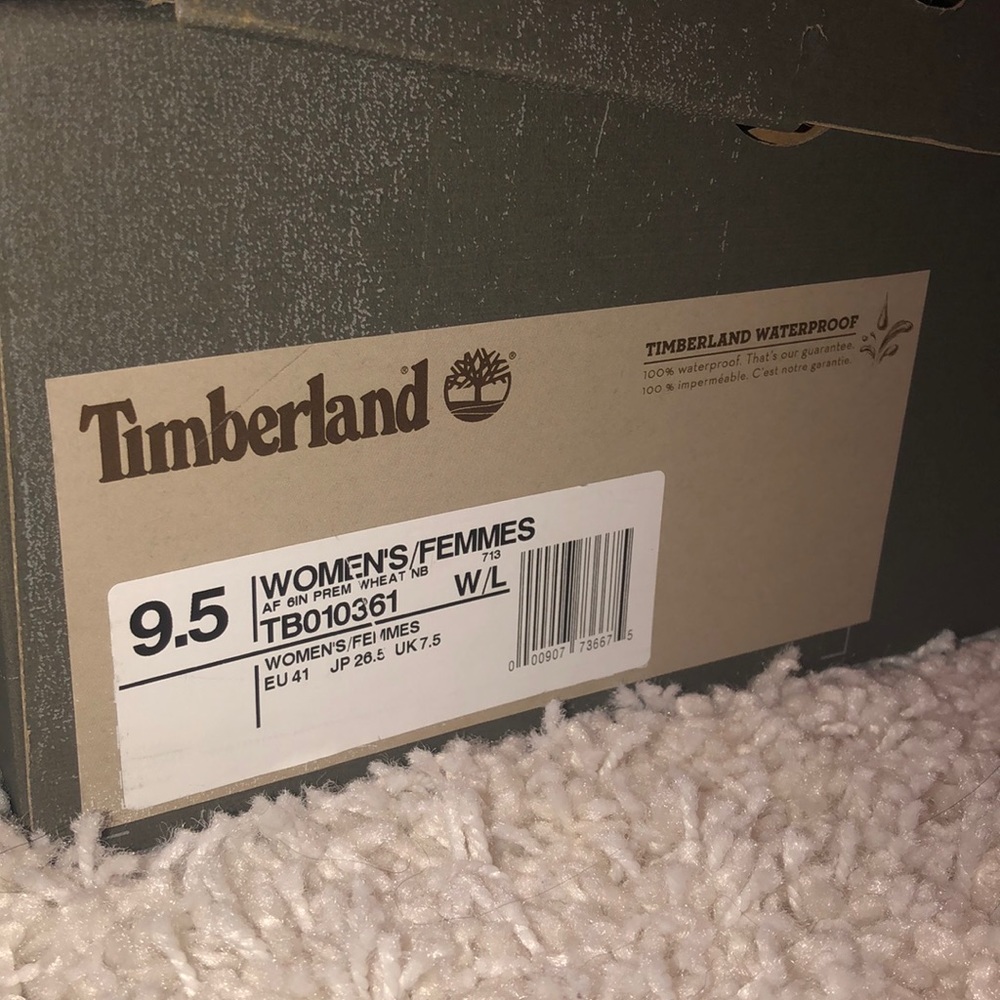 Timberland®
TIMBERLAND WATERPROOF
100% waterproof. That's our guarantee.
100 % imperméable. C'est notre garantie.
9.5
WOMEN'S/FEMMES
AF 6IN PREM WHEAT NB 713
TB010361 W/L
WOMEN'S/FEMMES
EU 41 JP 26.5 UK 7.5
0 00907 73667 5